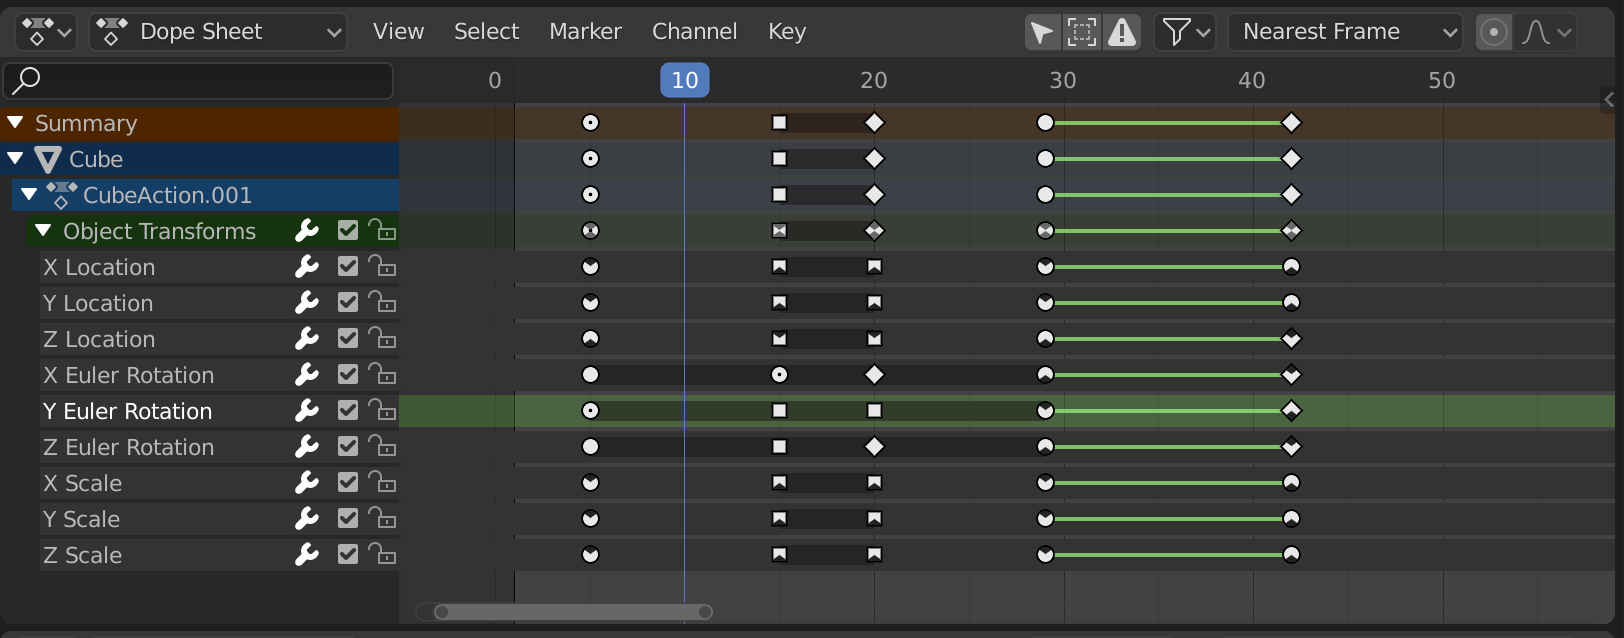 Dope Sheet View Select Marker Channel Key Nearest Frame
0 10 20 30 40 50
Summary
Cube
CubeAction.001
Object Transforms
X Location
Y Location
Z Location
X Euler Rotation
Y Euler Rotation
Z Euler Rotation
X Scale
Y Scale
Z Scale